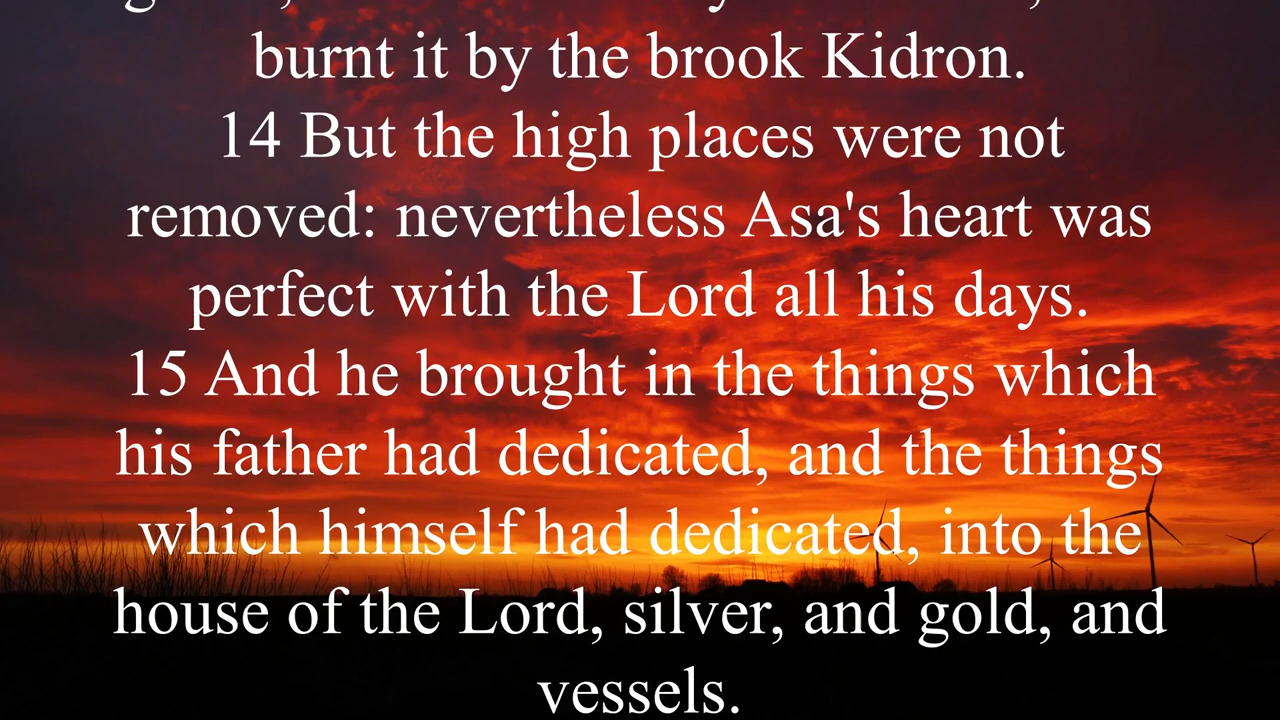 burnt it by the brook Kidron.
14 But the high places were not
removed: nevertheless Asa's heart was
perfect with the Lord all his days.
15 And he brought in the things which
his father had dedicated, and the things
which himself had dedicated, into the
house of the Lord, silver, and gold, and
vessels.